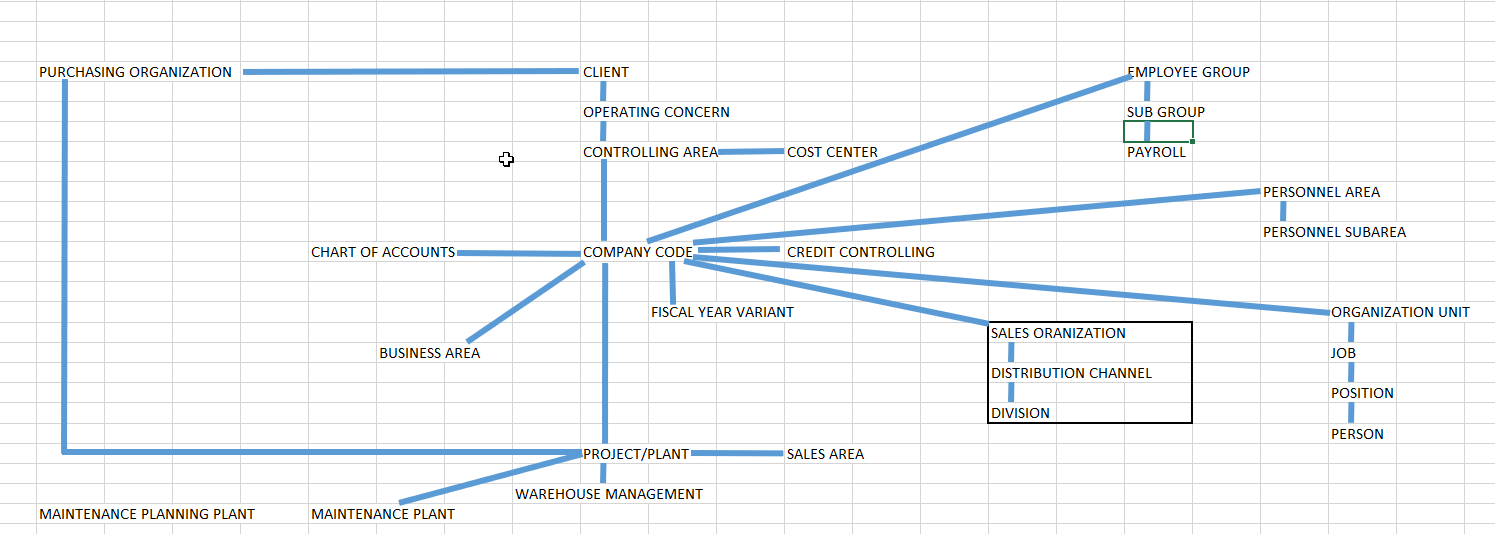 PURCHASING ORGANIZATION
CLIENT
EMPLOYEE GROUP
OPERATING CONCERN
SUB GROUP
CONTROLLING AREA
COST CENTER
PAYROLL
PERSONNEL AREA
PERSONNEL SUBAREA
CHART OF ACCOUNTS
COMPANY CODE
CREDIT CONTROLLING
FISCAL YEAR VARIANT
ORGANIZATION UNIT
SALES ORANIZATION
BUSINESS AREA
JOB
DISTRIBUTION CHANNEL
POSITION
DIVISION
PERSON
PROJECT/PLANT
SALES AREA
WAREHOUSE MANAGEMENT
MAINTENANCE PLANNING PLANT
MAINTENANCE PLANT